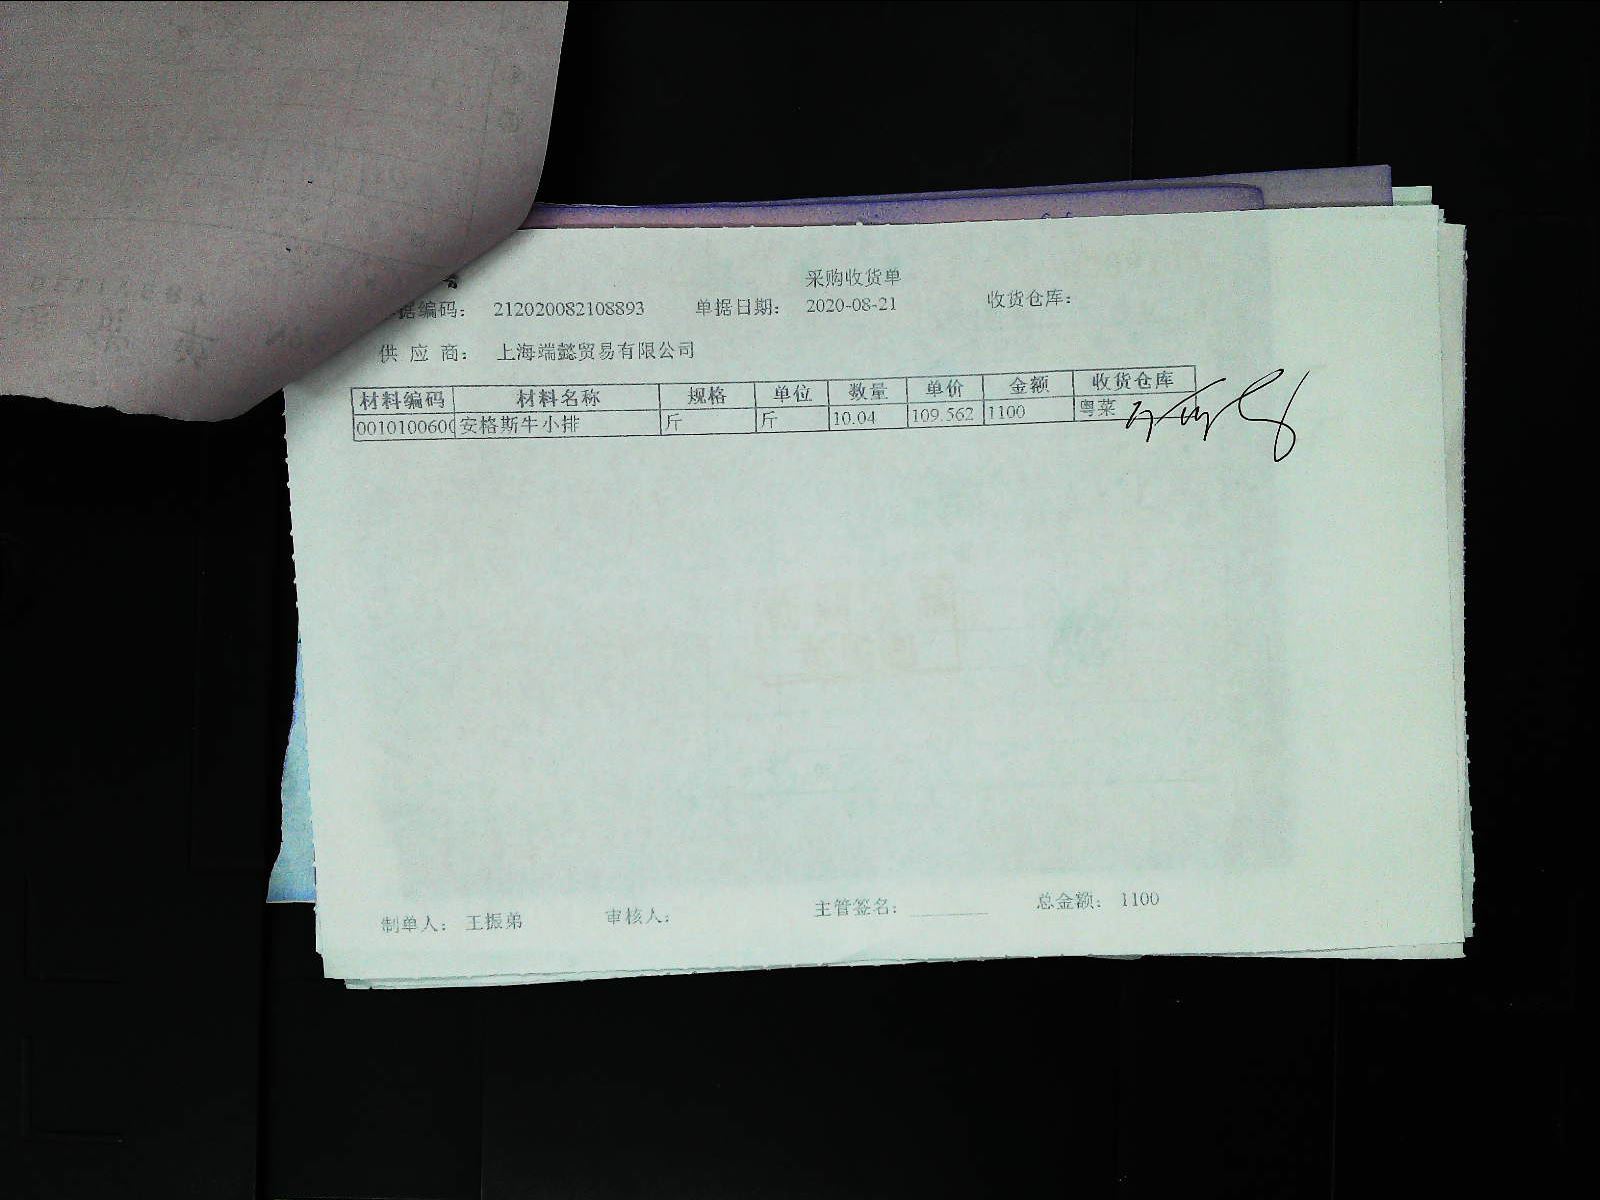 采购收货单
据编码: 212020082108893 单据日期: 2020-08-21 收货仓库:
供 应 商: 上海端懿贸易有限公司
材料编码 材料名称 规格 单位 数量 单价 金额 收货仓库
0010100600 安格斯牛小排 斤 斤 10.04 109.562 1100 粤菜
制单人: 王振弟 审核人: 主管签名: 总金额: 1100